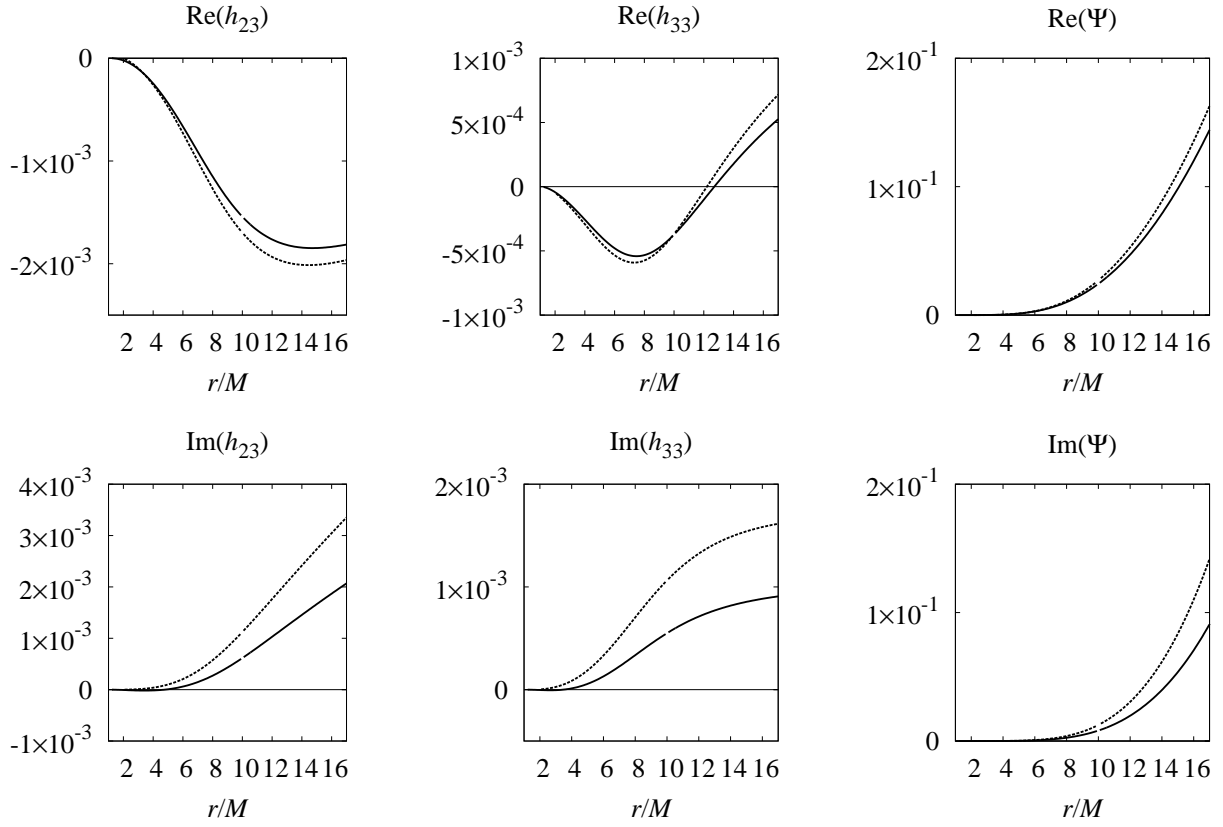 Re(h23)
0
-1×10-3
-2×10-3
2 4 6 8 10 12 14 16
r/M
Re(h33)
1×10-3
5×10-4
0
-5×10-4
-1×10-3
2 4 6 8 10 12 14 16
r/M
Re(Ψ)
2×10-1
1×10-1
0
2 4 6 8 10 12 14 16
r/M
Im(h23)
4×10-3
3×10-3
2×10-3
1×10-3
0
-1×10-3
2 4 6 8 10 12 14 16
r/M
Im(h33)
2×10-3
1×10-3
0
2 4 6 8 10 12 14 16
r/M
Im(Ψ)
2×10-1
1×10-1
0
2 4 6 8 10 12 14 16
r/M